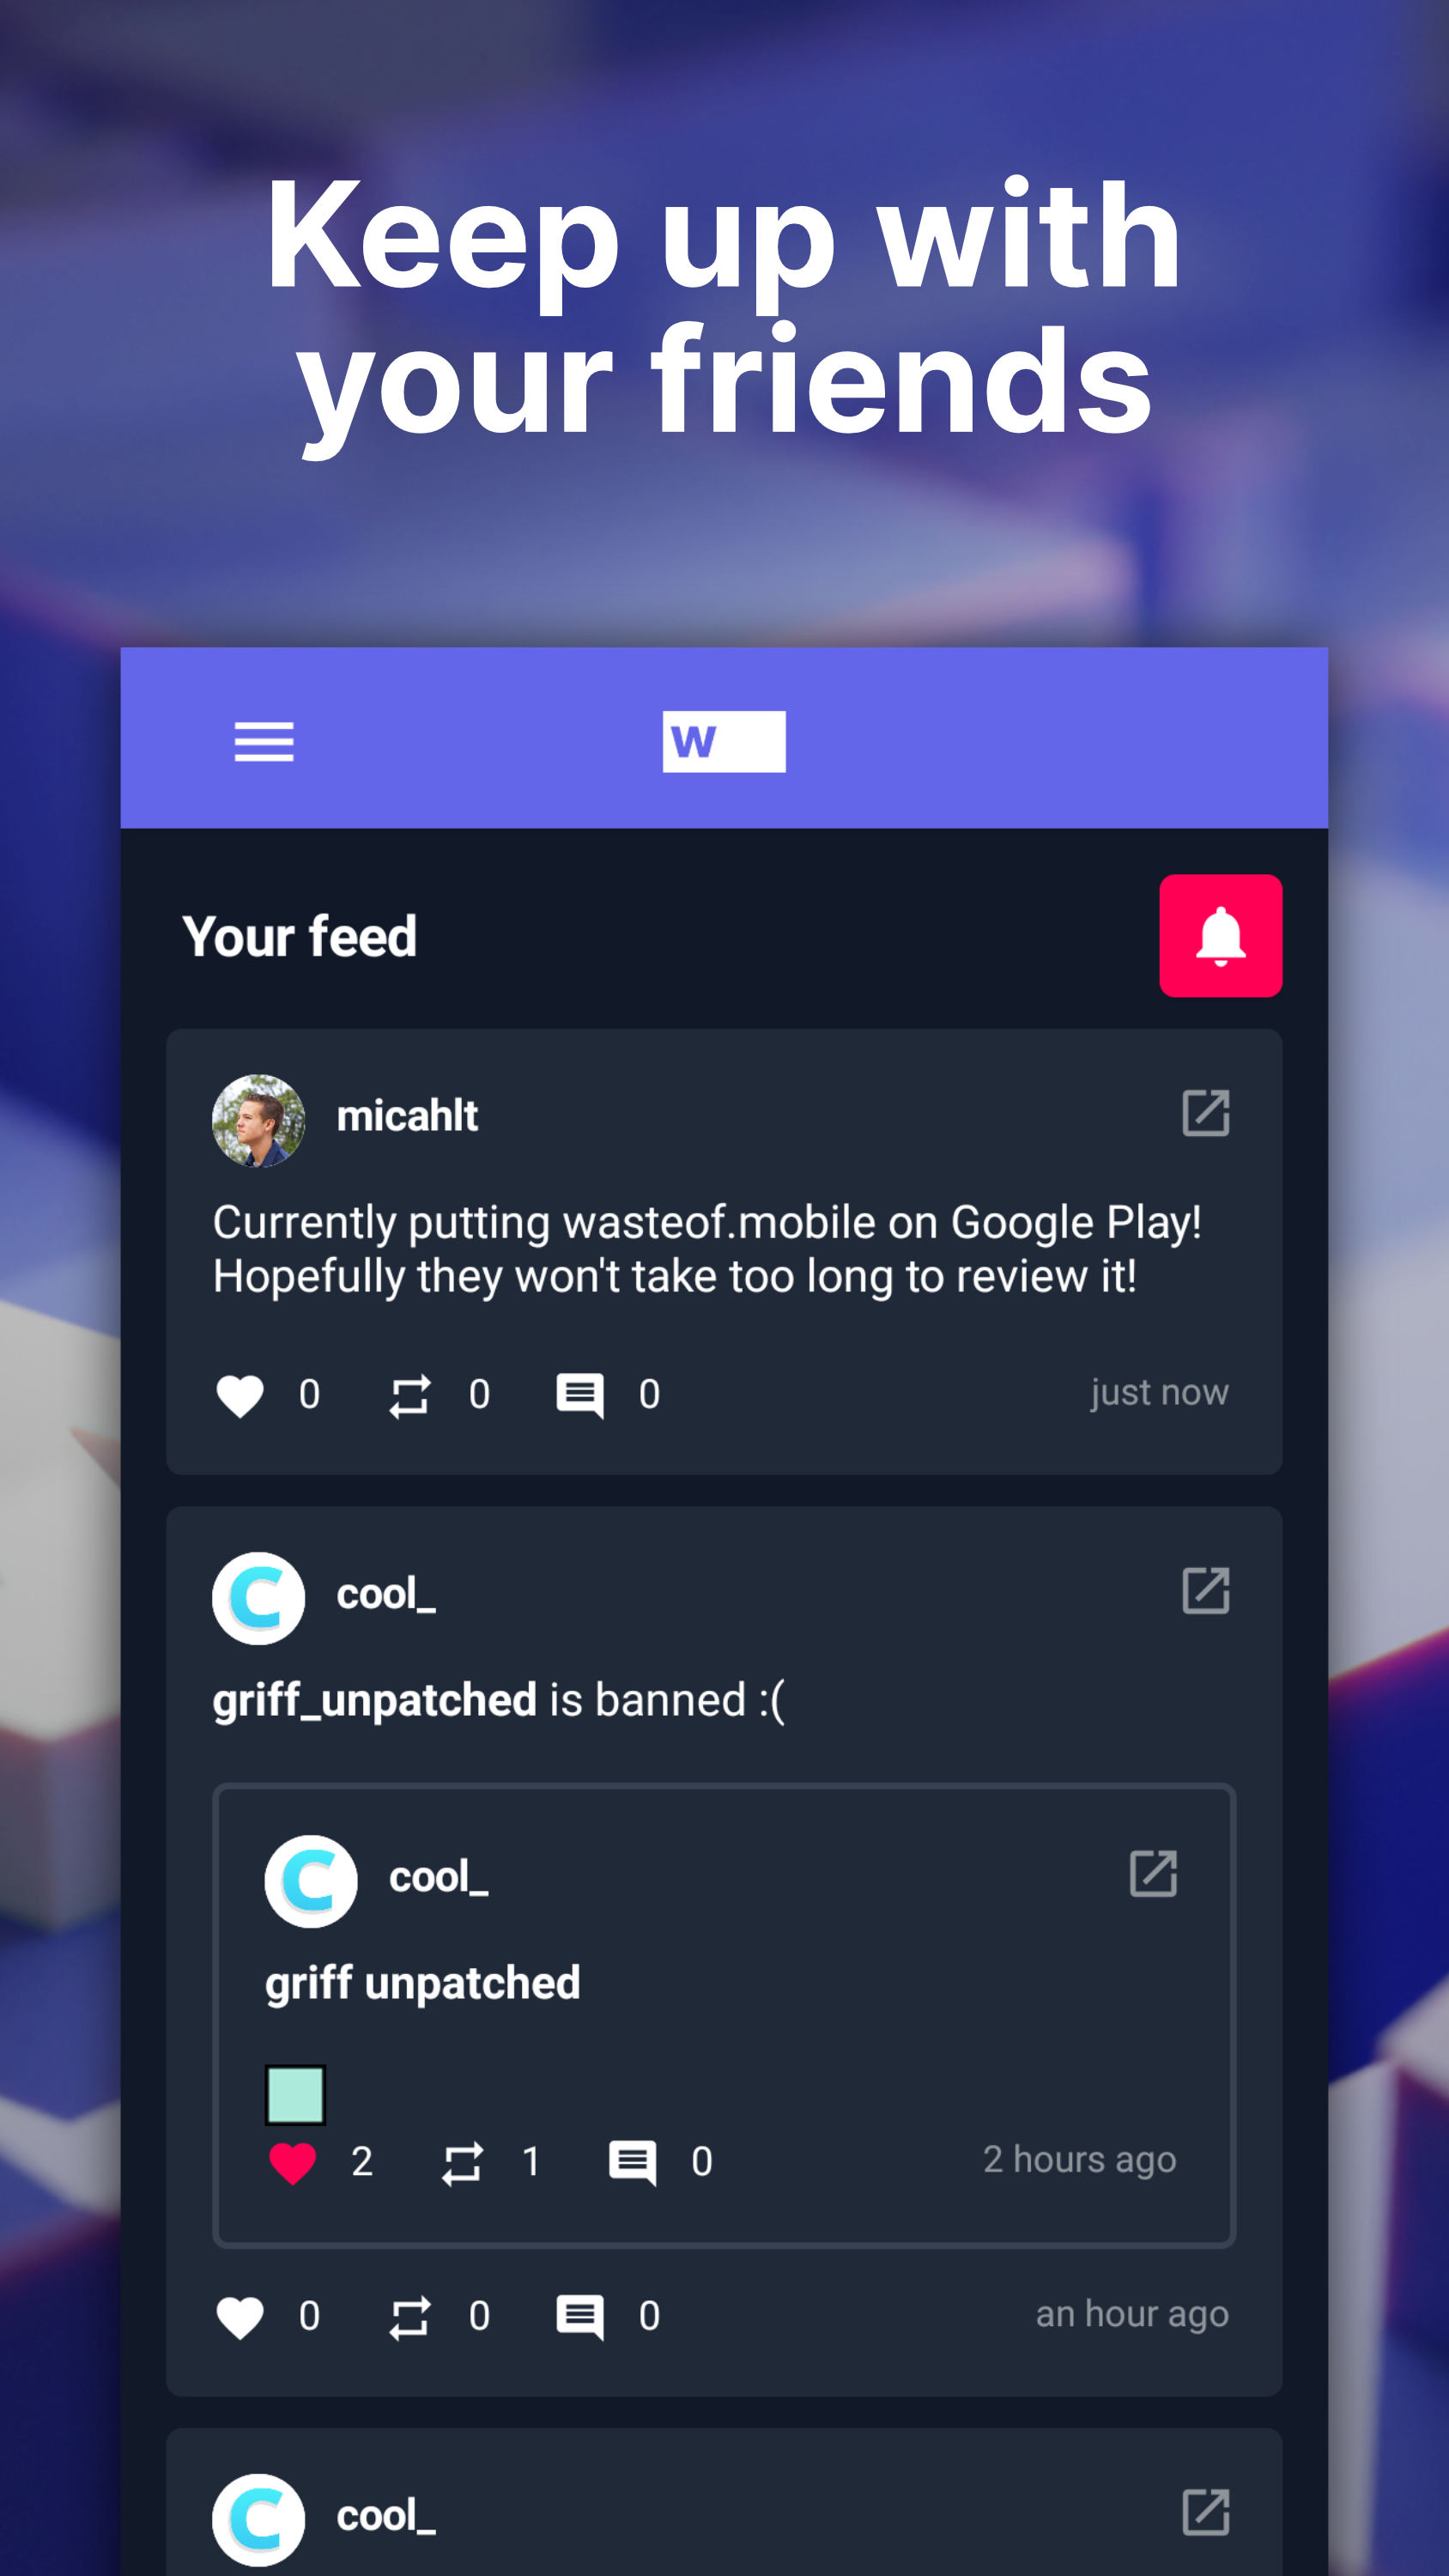 Keep up with
your friends
w
Your feed
micahlt
Currently putting wasteof.mobile on Google Play!
Hopefully they won't take too long to review it!
0 0 0 just now
C cool_
griff_unpatched is banned :(
C cool_
griff unpatched
2 1 0 2 hours ago
0 0 0 an hour ago
C cool_